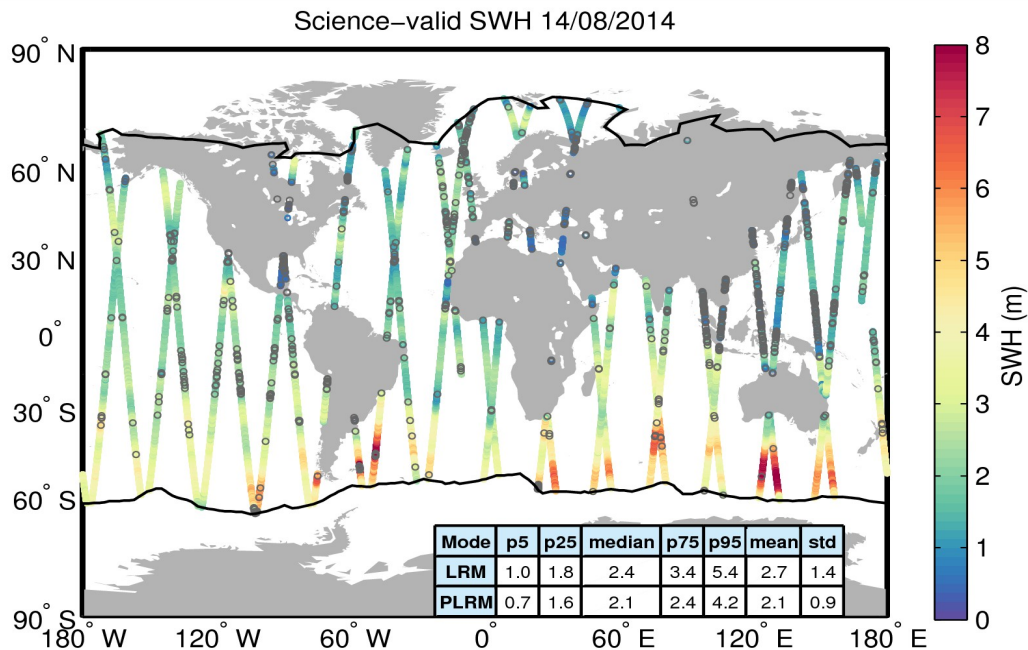 Science−valid SWH 14/08/2014
90° N
60° N
30° N
0°
30° S
60° S
90° S
180° W
120° W
60° W
0°
60° E
120° E
180° E
Mode p5 p25 median p75 p95 mean std
LRM 1.0 1.8 2.4 3.4 5.4 2.7 1.4
PLRM 0.7 1.6 2.1 2.4 4.2 2.1 0.9
8
7
6
5
4
3
2
1
0
SWH (m)